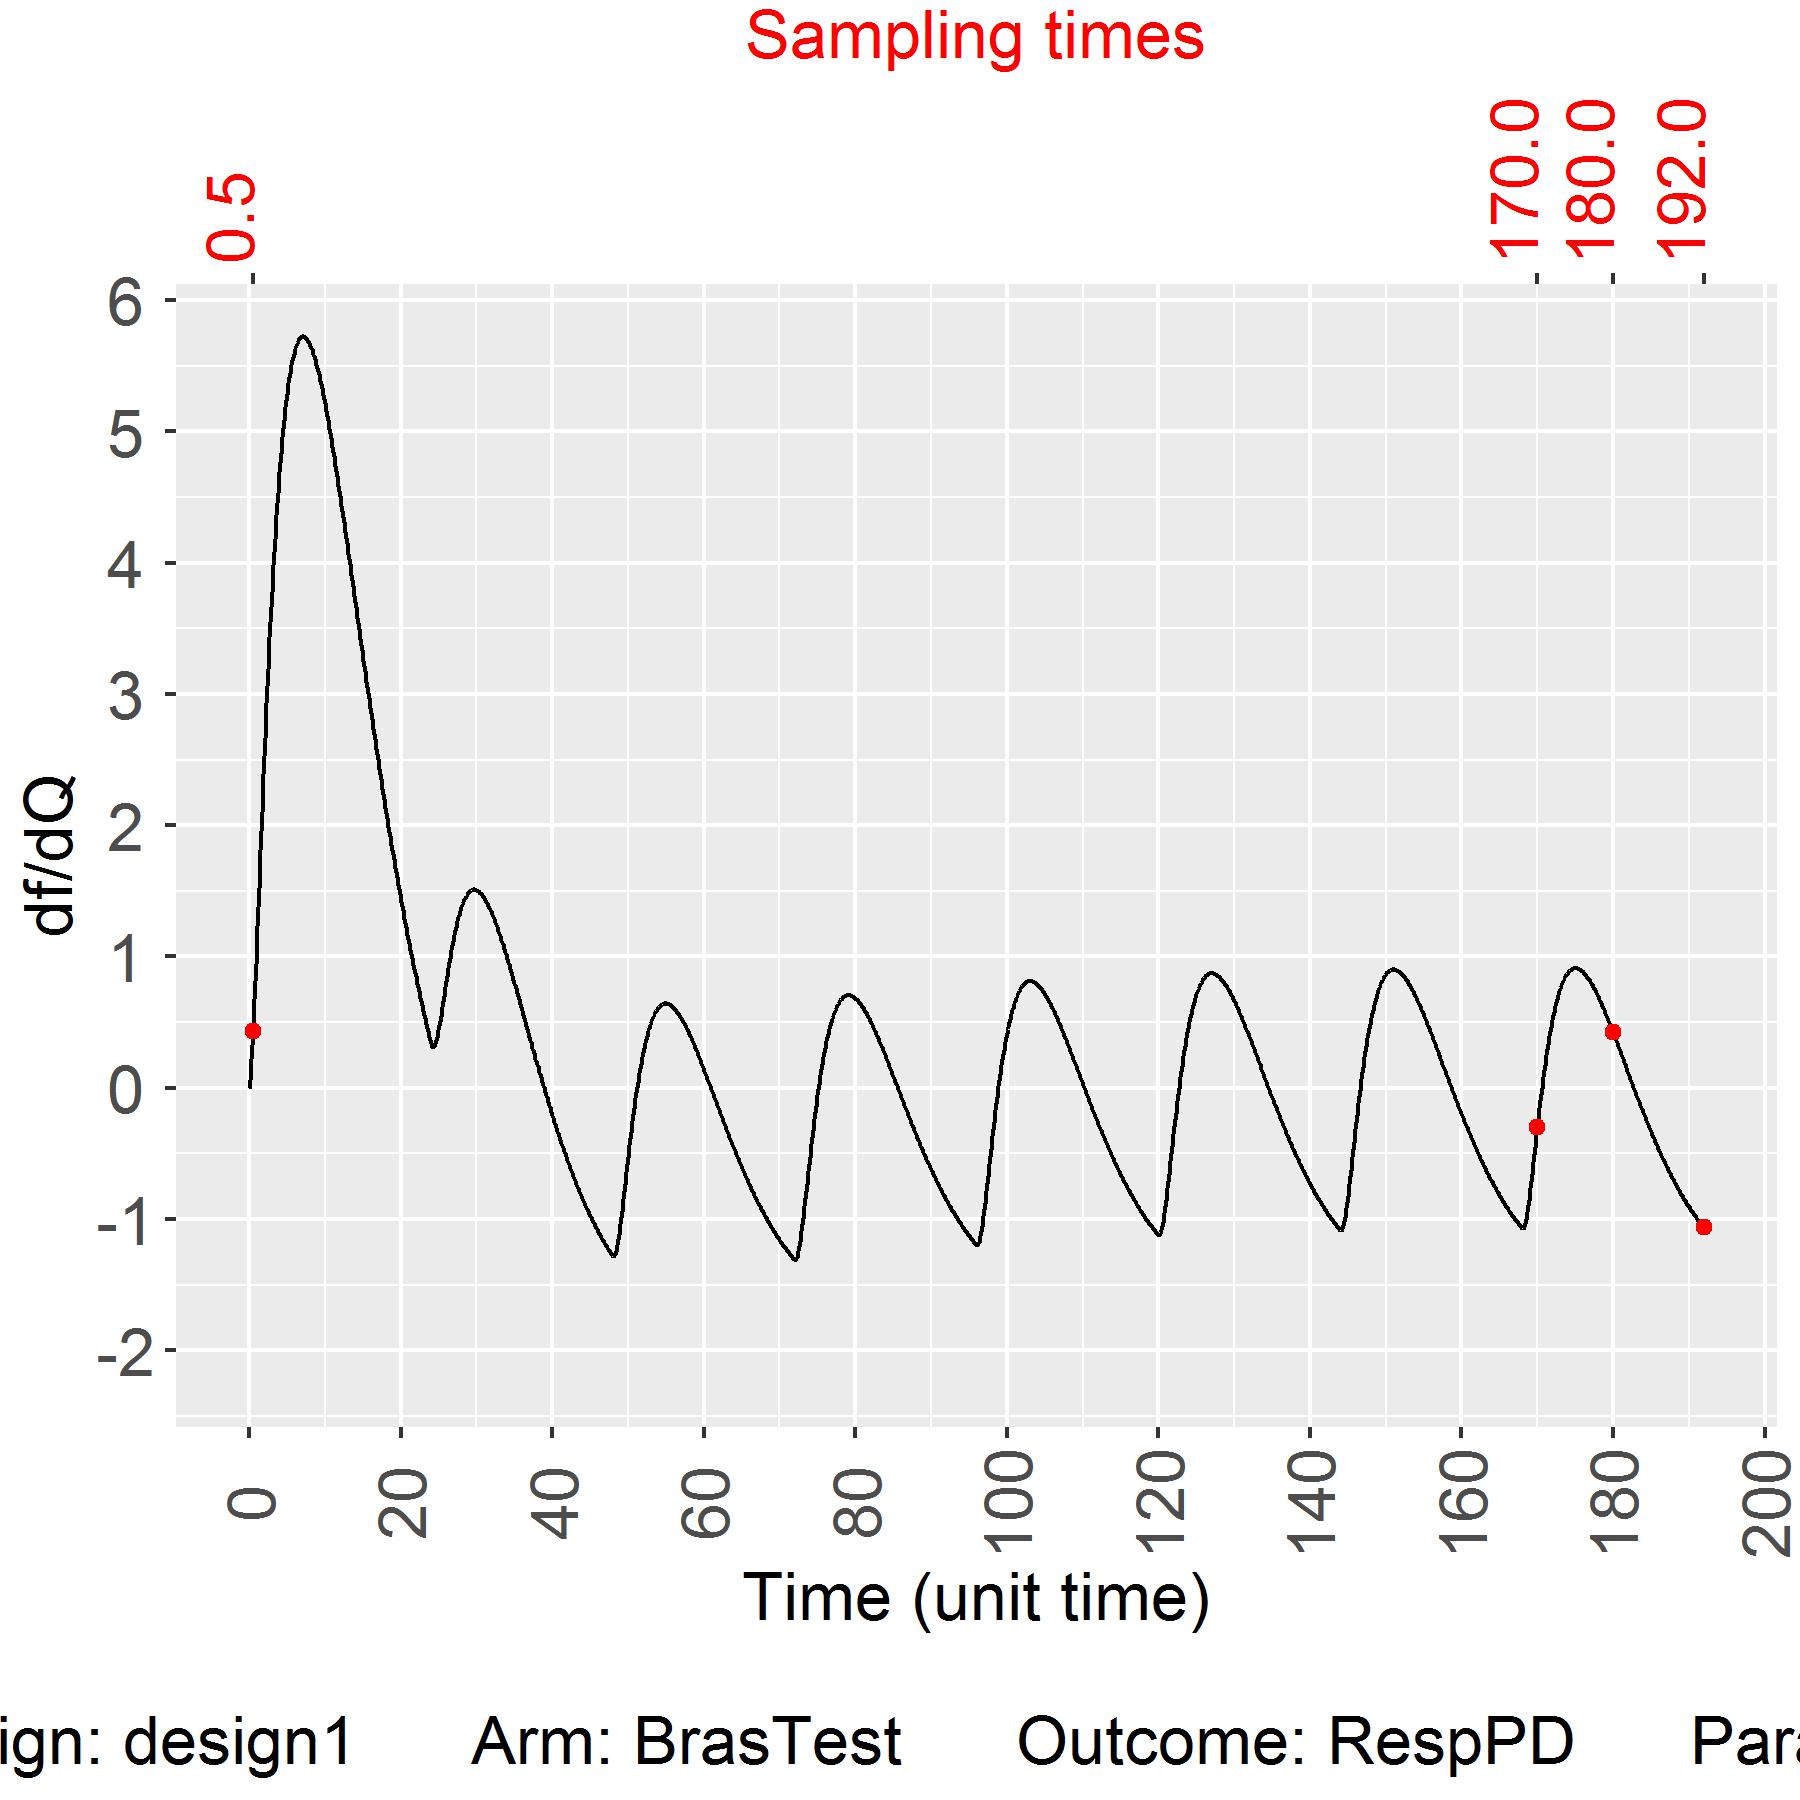 Sampling times
0.5 170.0 180.0 192.0
6
5
4
3
2
1
0
-1
-2
df/dQ
0 20 40 60 80 100 120 140 160 180 200
Time (unit time)
ign: design1 Arm: BrasTest Outcome: RespPD Para